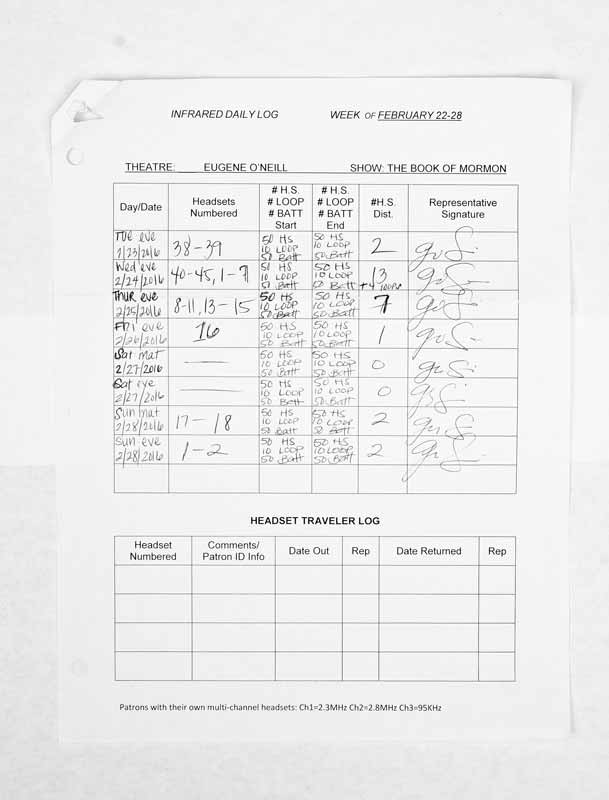 INFRARED DAILY LOG WEEK OF FEBRUARY 22-28
THEATRE: EUGENE O'NEILL SHOW: THE BOOK OF MORMON
Day/Date
Headsets
Numbered
# H.S.
# LOOP
# BATT
Start
# H.S.
# LOOP
# BATT
End
#H.S.
Dist.
Representative
Signature
Tue eve
2/23/2016
38-39
50 HS
10 LOOP
50 Batt
50 HS
10 LOOP
50 Batt
2
Wed eve
2/24/2016
40-45, 1-7
50 HS
10 LOOP
50 Batt
50 HS
10 LOOP
50 Batt
13
+4 loops
Thur eve
2/25/2016
8-11, 13-15
50 HS
10 LOOP
50 Batt
50 HS
10 LOOP
50 Batt
7
Fri eve
2/26/2016
16
50 HS
10 LOOP
50 Batt
50 HS
10 LOOP
50 Batt
1
Sat mat
2/27/2016
—
50 HS
10 LOOP
50 Batt
50 HS
10 LOOP
50 Batt
0
Sat eve
2/27/2016
—
50 HS
10 LOOP
50 Batt
50 HS
10 LOOP
50 Batt
0
Sun mat
2/28/2016
17-18
50 HS
10 LOOP
50 Batt
50 HS
10 LOOP
50 Batt
2
Sun eve
2/28/2016
1-2
50 HS
10 LOOP
50 Batt
50 HS
10 LOOP
50 Batt
2
HEADSET TRAVELER LOG
Headset
Numbered
Comments/
Patron ID Info
Date Out
Rep
Date Returned
Rep
Patrons with their own multi-channel headsets: Ch1=2.3MHz Ch2=2.8MHz Ch3=95KHz